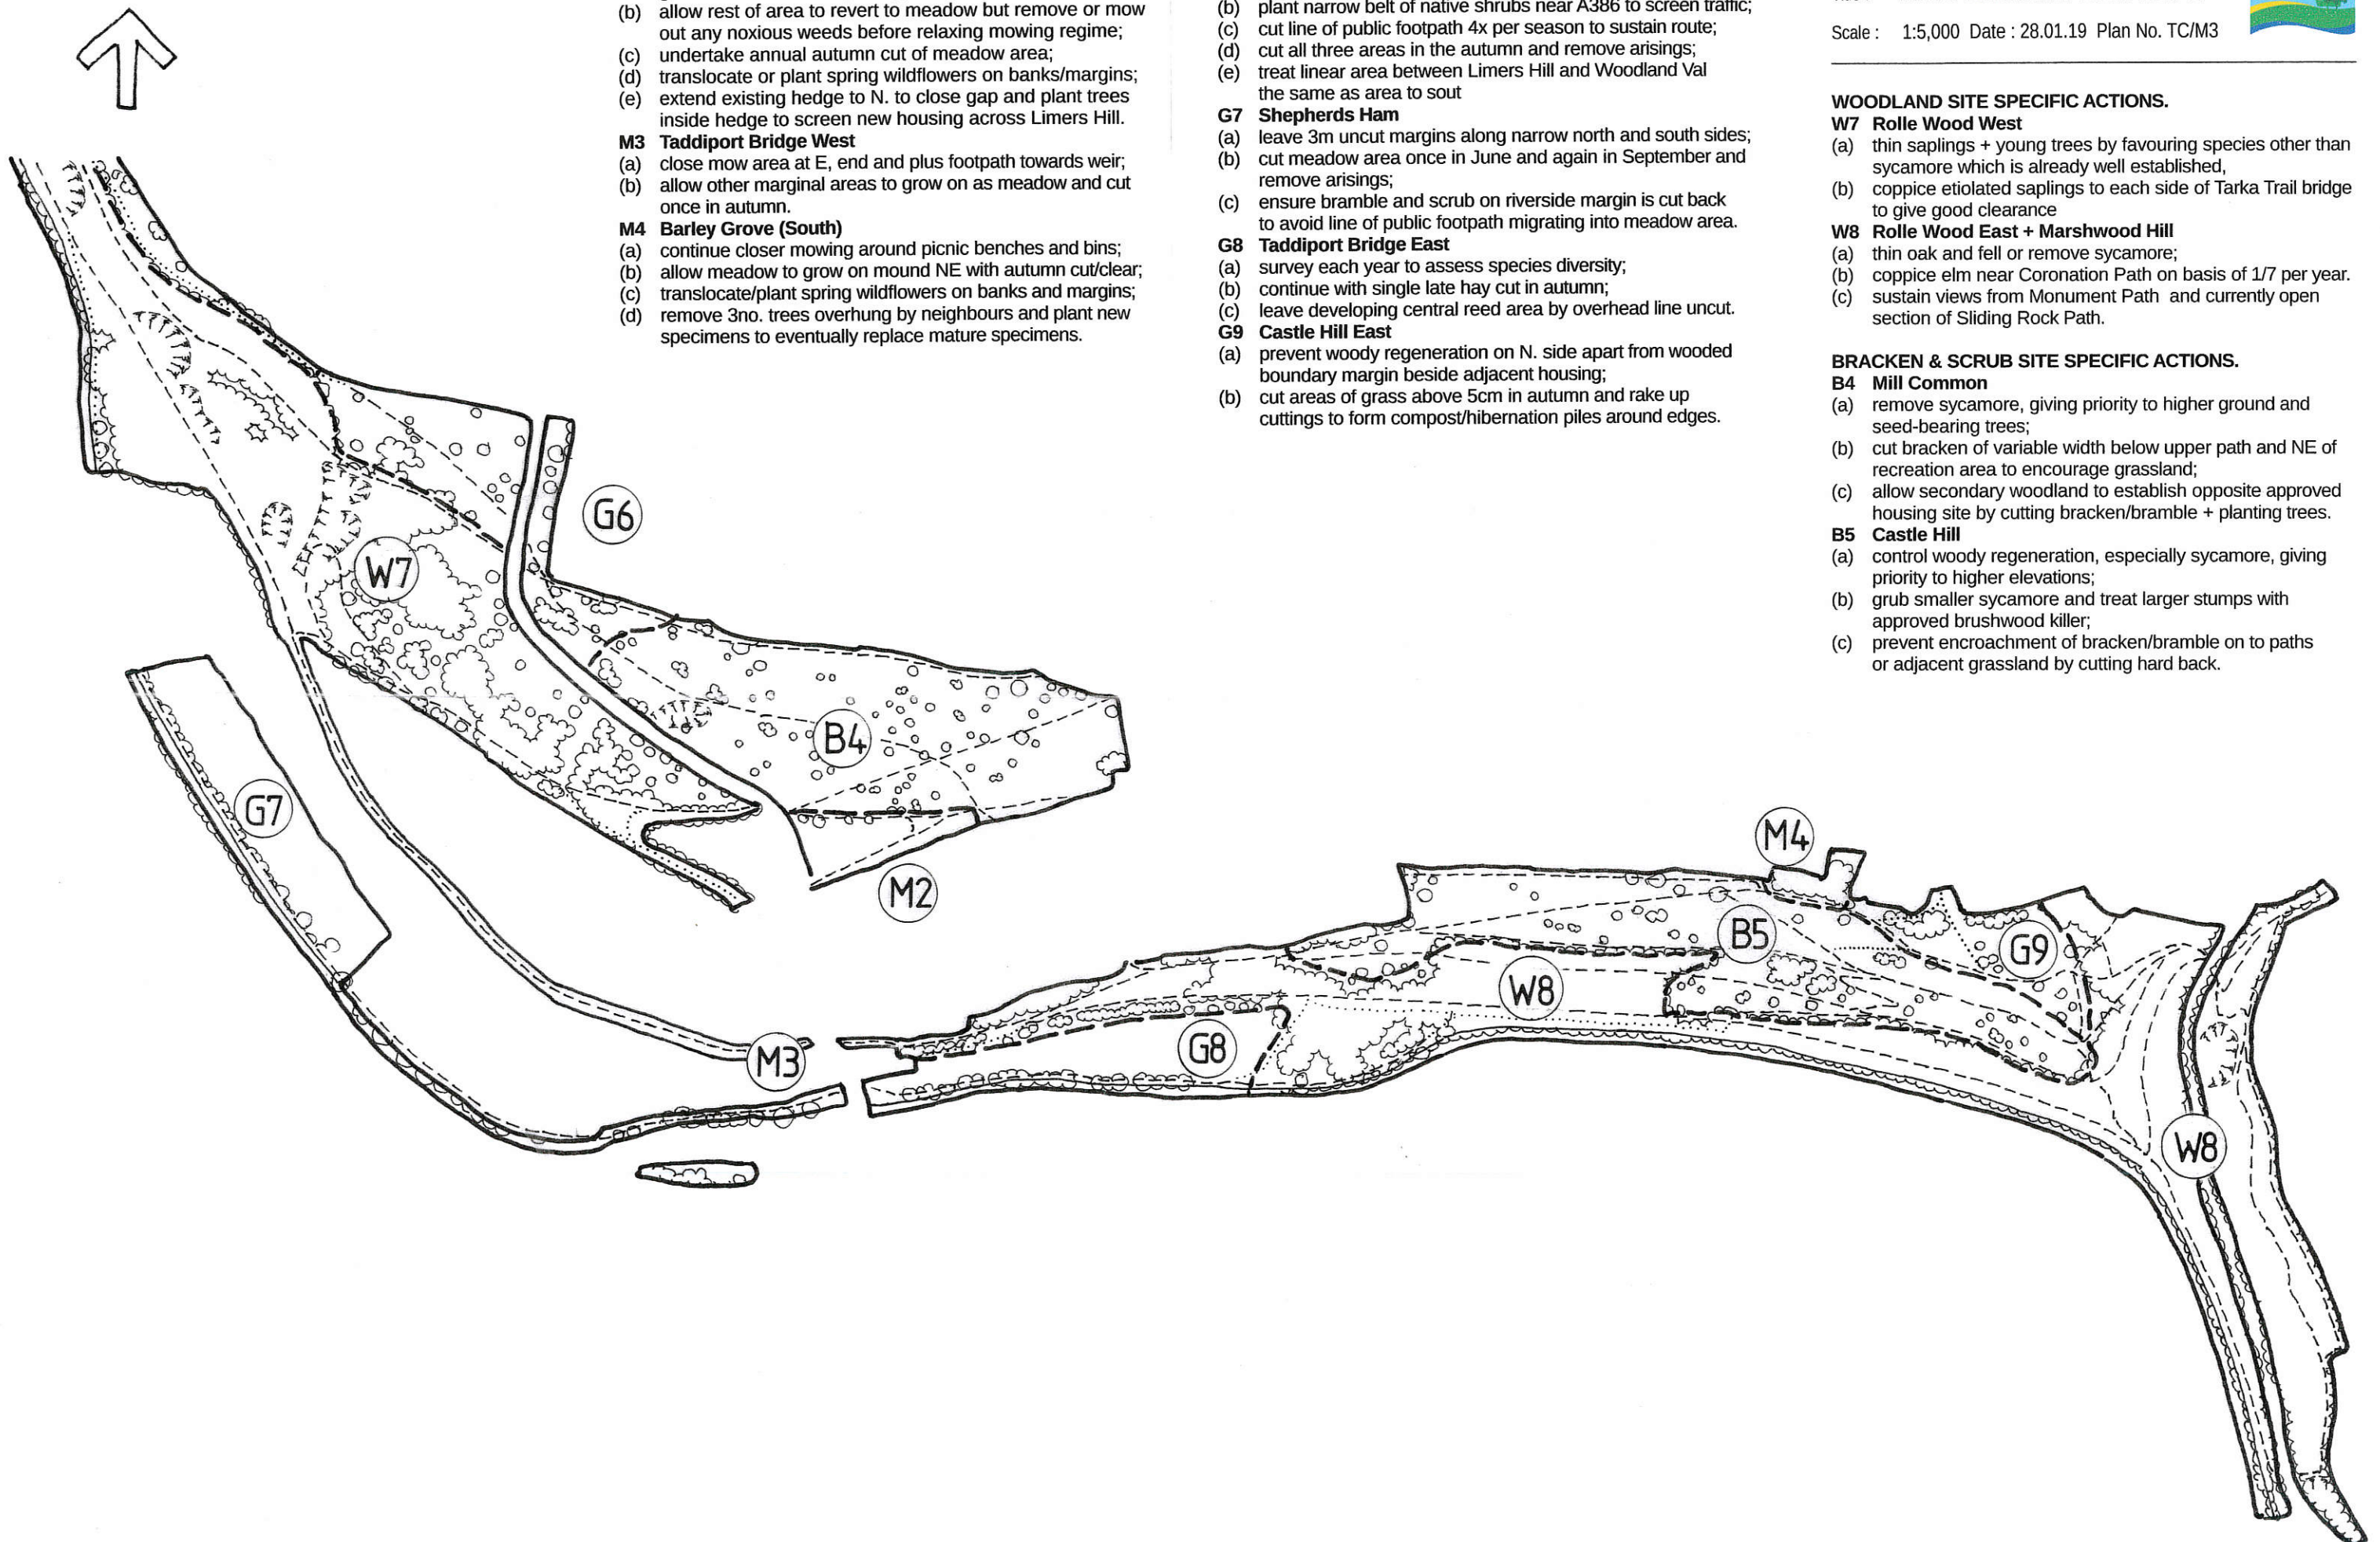 (b) allow rest of area to revert to meadow but remove or mow
out any noxious weeds before relaxing mowing regime;
(c) undertake annual autumn cut of meadow area;
(d) translocate or plant spring wildflowers on banks/margins;
(e) extend existing hedge to N. to close gap and plant trees
inside hedge to screen new housing across Limers Hill.
M3 Taddiport Bridge West
(a) close mow area at E, end and plus footpath towards weir;
(b) allow other marginal areas to grow on as meadow and cut
once in autumn.
M4 Barley Grove (South)
(a) continue closer mowing around picnic benches and bins;
(b) allow meadow to grow on mound NE with autumn cut/clear;
(c) translocate/plant spring wildflowers on banks and margins;
(d) remove 3no. trees overhung by neighbours and plant new
specimens to eventually replace mature specimens.
(b) plant narrow belt of native shrubs near A386 to screen traffic;
(c) cut line of public footpath 4x per season to sustain route;
(d) cut all three areas in the autumn and remove arisings;
(e) treat linear area between Limers Hill and Woodland Val
the same as area to sout
G7 Shepherds Ham
(a) leave 3m uncut margins along narrow north and south sides;
(b) cut meadow area once in June and again in September and
remove arisings;
(c) ensure bramble and scrub on riverside margin is cut back
to avoid line of public footpath migrating into meadow area.
G8 Taddiport Bridge East
(a) survey each year to assess species diversity;
(b) continue with single late hay cut in autumn;
(c) leave developing central reed area by overhead line uncut.
G9 Castle Hill East
(a) prevent woody regeneration on N. side apart from wooded
boundary margin beside adjacent housing;
(b) cut areas of grass above 5cm in autumn and rake up
cuttings to form compost/hibernation piles around edges.
Scale : 1:5,000 Date : 28.01.19 Plan No. TC/M3
WOODLAND SITE SPECIFIC ACTIONS.
W7 Rolle Wood West
(a) thin saplings + young trees by favouring species other than
sycamore which is already well established,
(b) coppice etiolated saplings to each side of Tarka Trail bridge
to give good clearance
W8 Rolle Wood East + Marshwood Hill
(a) thin oak and fell or remove sycamore;
(b) coppice elm near Coronation Path on basis of 1/7 per year.
(c) sustain views from Monument Path and currently open
section of Sliding Rock Path.
BRACKEN & SCRUB SITE SPECIFIC ACTIONS.
B4 Mill Common
(a) remove sycamore, giving priority to higher ground and
seed-bearing trees;
(b) cut bracken of variable width below upper path and NE of
recreation area to encourage grassland;
(c) allow secondary woodland to establish opposite approved
housing site by cutting bracken/bramble + planting trees.
B5 Castle Hill
(a) control woody regeneration, especially sycamore, giving
priority to higher elevations;
(b) grub smaller sycamore and treat larger stumps with
approved brushwood killer;
(c) prevent encroachment of bracken/bramble on to paths
or adjacent grassland by cutting hard back.
G6
W7
B4
G7
M2
M4
B5
G9
W8
G8
M3
W8